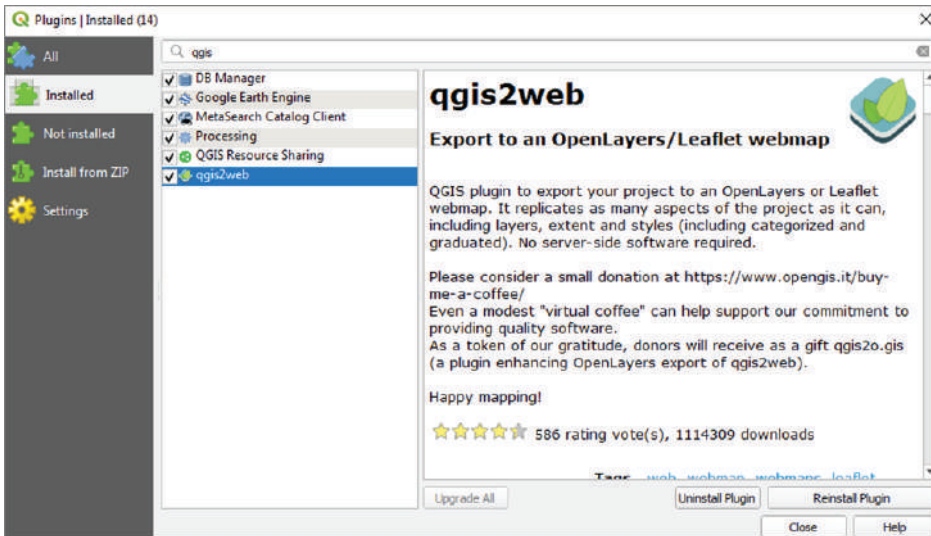 Plugins | Installed (14)
All
Installed
Not installed
Install from ZIP
Settings
qgis
DB Manager
Google Earth Engine
MetaSearch Catalog Client
Processing
QGIS Resource Sharing
qgis2web
qgis2web
Export to an OpenLayers/Leaflet webmap
QGIS plugin to export your project to an OpenLayers or Leaflet
webmap. It replicates as many aspects of the project as it can,
including layers, extent and styles (including categorized and
graduated). No server-side software required.
Please consider a small donation at https://www.opengis.it/buy-
me-a-coffee/
Even a modest "virtual coffee" can help support our commitment to
providing quality software.
As a token of our gratitude, donors will receive as a gift qgis2o.gis
(a plugin enhancing OpenLayers export of qgis2web).
Happy mapping!
586 rating vote(s), 1114309 downloads
Tags web, webmap, webmaps, leaflet,
Upgrade All
Uninstall Plugin
Reinstall Plugin
Close
Help